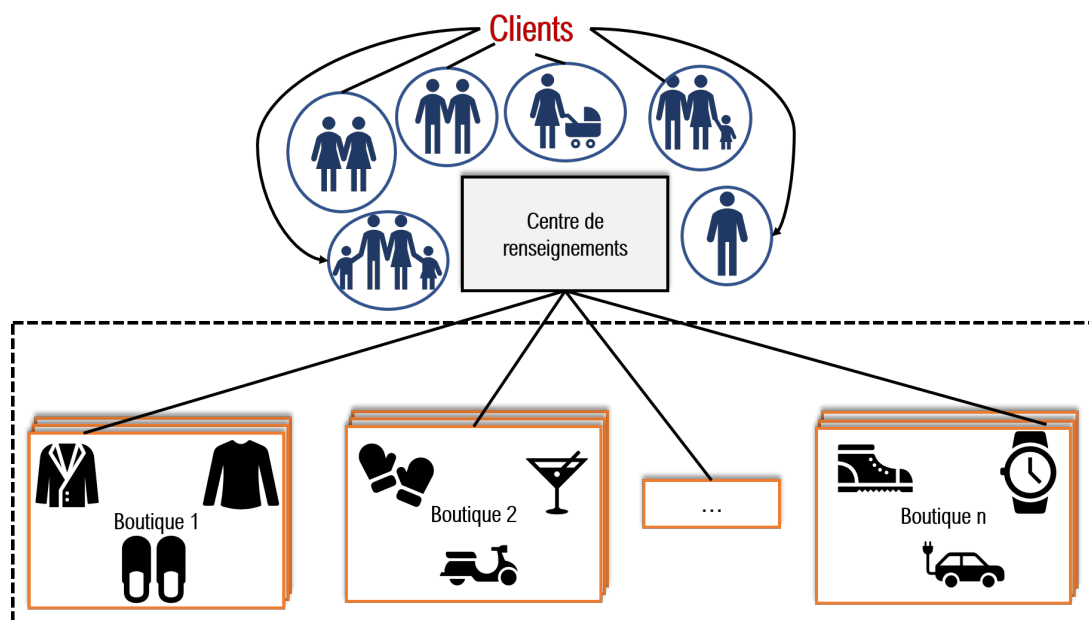 Clients
Centre de
renseignements
Boutique 1
Boutique 2
...
Boutique n